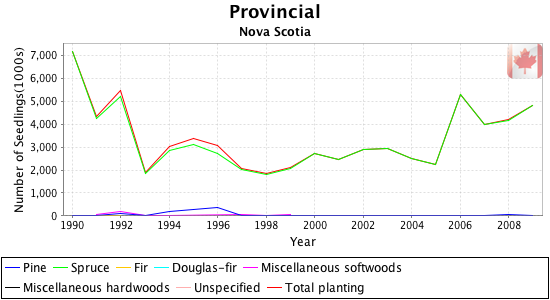 Provincial
Nova Scotia
Number of Seedlings(1000s)
7,000
6,000
5,000
4,000
3,000
2,000
1,000
0
1990 1992 1994 1996 1998 2000 2002 2004 2006 2008
Year
Pine Spruce Fir Douglas-fir Miscellaneous softwoods
Miscellaneous hardwoods Unspecified Total planting